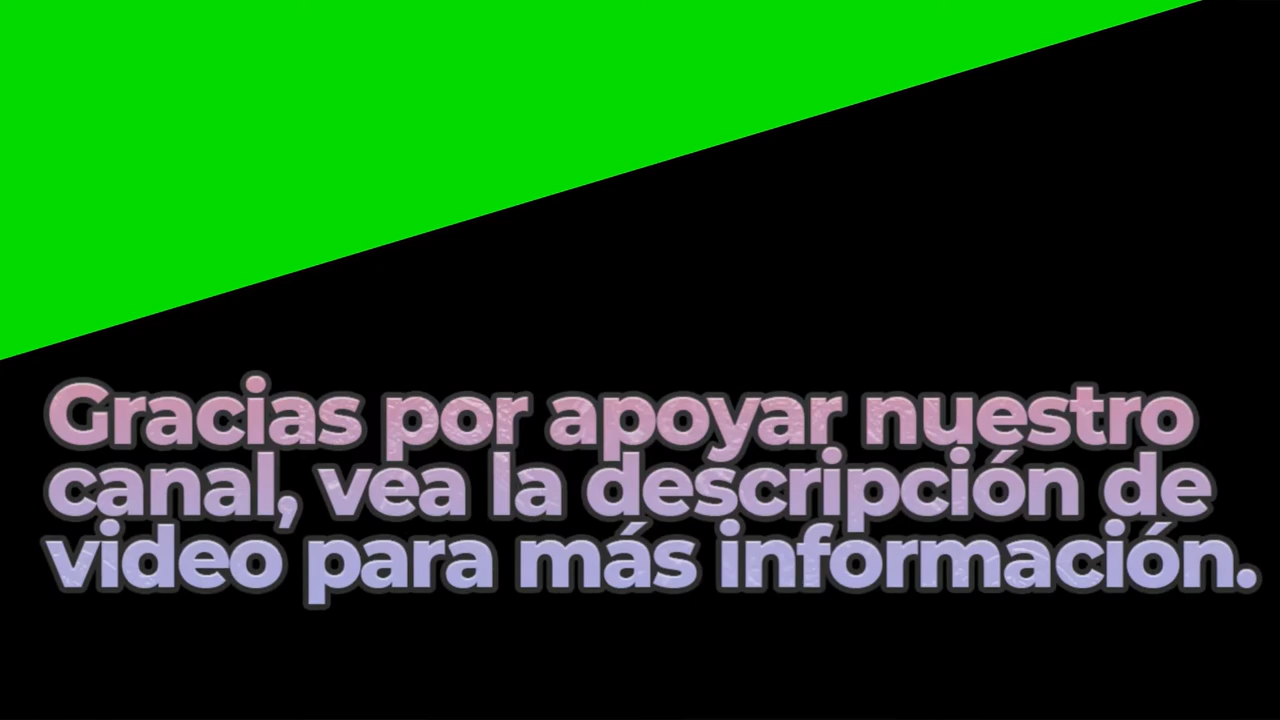 Gracias por apoyar nuestro
canal, vea la descripción de
video para más información.